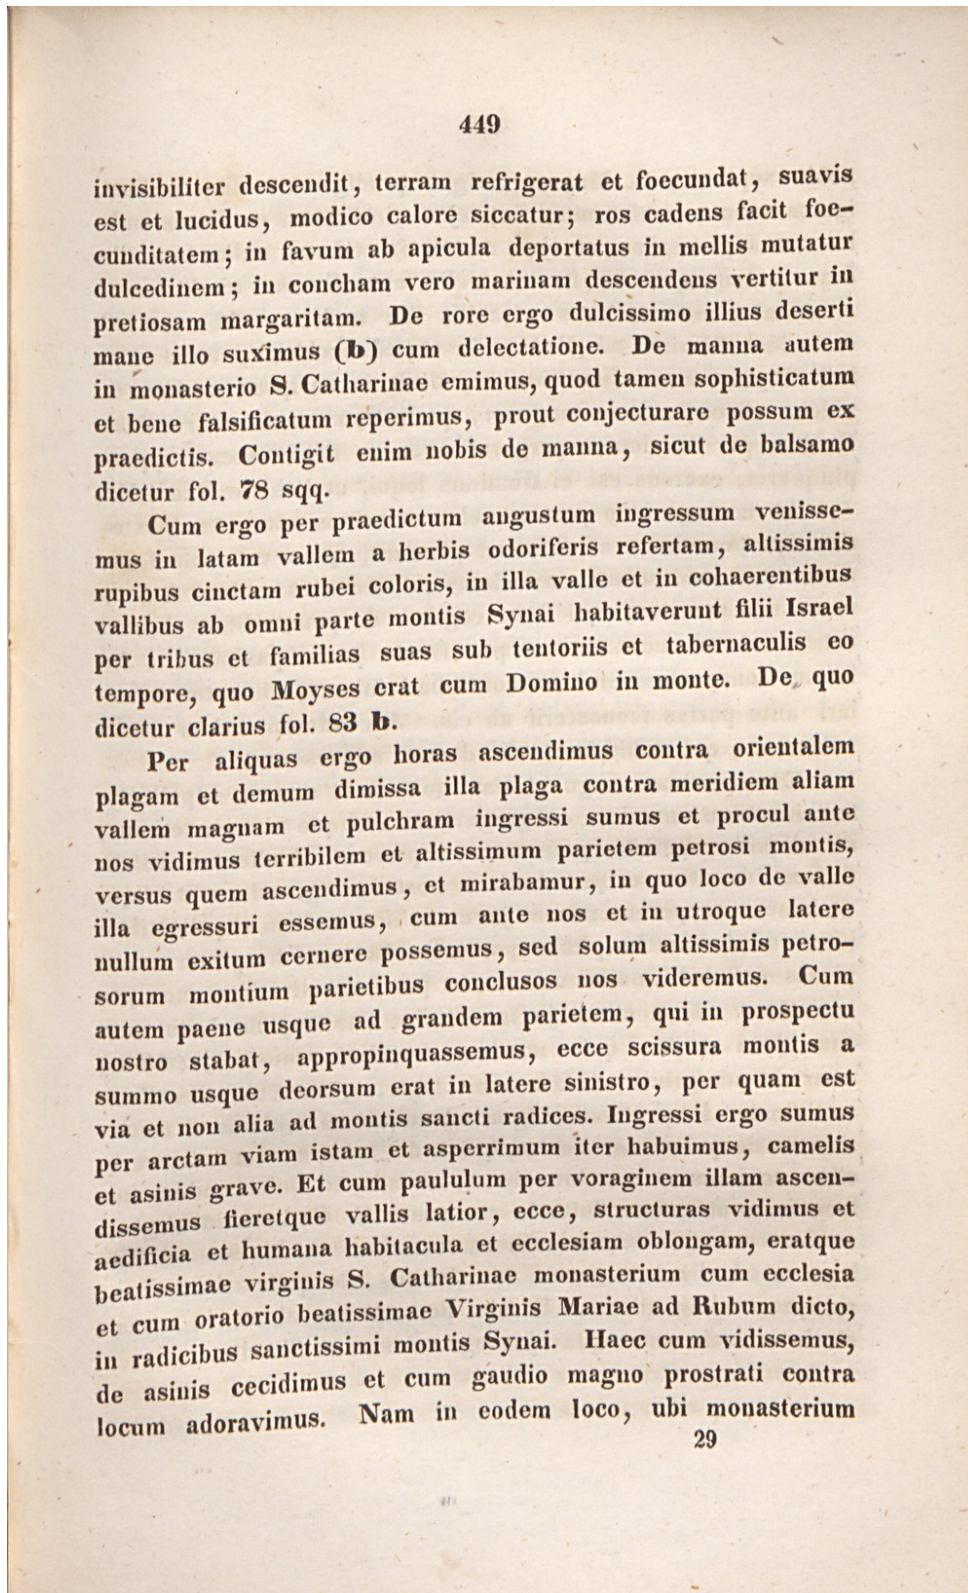 449
invisibiliter descendit, terram refrigerat et foecundat, suavis
est et lucidus, modico calore siccatur; ros cadens facit foe-
cunditatem; in favum ab apicula deportatus in mellis mutatur
dulcedinem; in concham vero marinam descendens vertitur in
pretiosam margaritam. De rore ergo dulcissimo illius deserti
mane illo suximus (b) cum delectatione. De manna autem
in monasterio S. Catharinae emimus, quod tamen sophisticatum
et bene falsificatum reperimus, prout conjecturare possum ex
praedictis. Contigit enim nobis de manna, sicut de balsamo
dicetur fol. 78 sqq.
Cum ergo per praedictum angustum ingressum venisse-
mus in latam vallem a herbis odoriferis refertam, altissimis
rupibus cinctam rubei coloris, in illa valle et in cohaerentibus
vallibus ab omni parte montis Synai habitaverunt filii Israel
per tribus et familias suas sub tentoriis et tabernaculis eo
tempore, quo Moyses erat cum Domino in monte. De quo
dicetur clarius fol. 83 b.
Per aliquas ergo horas ascendimus contra orientalem
plagam et demum dimissa illa plaga contra meridiem aliam
vallem magnam et pulchram ingressi sumus et procul ante
nos vidimus terribilem et altissimum parietem petrosi montis,
versus quem ascendimus, et mirabamur, in quo loco de valle
illa egressuri essemus, cum ante nos et in utroque latere
nullum exitum cernere possemus, sed solum altissimis petro-
sorum montium parietibus conclusos nos videremus. Cum
autem paene usque ad grandem parietem, qui in prospectu
nostro stabat, appropinquassemus, ecce scissura montis a
summo usque deorsum erat in latere sinistro, per quam est
via et non alia ad montis sancti radices. Ingressi ergo sumus
per arctam viam istam et asperrimum iter habuimus, camelis
et asinis grave. Et cum paululum per voraginem illam ascen-
dissemus fieretque vallis latior, ecce, structuras vidimus et
aedificia et humana habitacula et ecclesiam oblongam, eratque
beatissimae virginis S. Catharinae monasterium cum ecclesia
et cum oratorio beatissimae Virginis Mariae ad Rubum dicto,
in radicibus sanctissimi montis Synai. Haec cum vidissemus,
de asinis cecidimus et cum gaudio magno prostrati contra
locum adoravimus. Nam in eodem loco, ubi monasterium
29